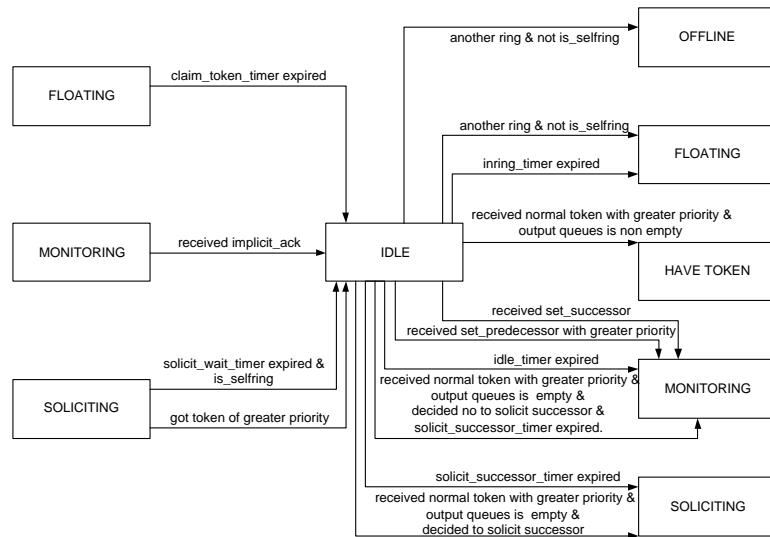 another ring & not is_selfring
OFFLINE
claim_token_timer expired
FLOATING
another ring & not is_selfring
FLOATING
inring_timer expired
received normal token with greater priority &
output queues is non empty
MONITORING
received implicit_ack
IDLE
HAVE TOKEN
received set_successor
received set_predecessor with greater priority
solicit_wait_timer expired &
is_selfring
idle_timer expired
MONITORING
received normal token with greater priority &
output queues is  empty &
decided no to solicit successor &
solicit_successor_timer expired.
SOLICITING
got token of greater priority
solicit_successor_timer expired
received normal token with greater priority &
output queues is  empty &
decided to solicit successor
SOLICITING